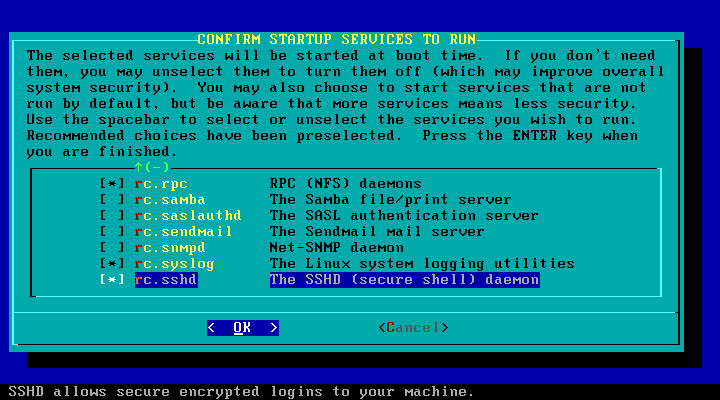 CONFIRM STARTUP SERVICES TO RUN
The selected services will be started at boot time.  If you don't need
them, you may unselect them to turn them off (which may improve overall
system security).  You may also choose to start services that are not
run by default, but be aware that more services means less security.
Use the spacebar to select or unselect the services you wish to run.
Recommended choices have been preselected.  Press the ENTER key when
you are finished.
↑(-)
[*] rc.rpc RPC (NFS) daemons
[ ] rc.samba The Samba file/print server
[ ] rc.saslauthd The SASL authentication server
[ ] rc.sendmail The Sendmail mail server
[ ] rc.snmpd Net-SNMP daemon
[*] rc.syslog The Linux system logging utilities
[*] rc.sshd The SSHD (secure shell) daemon
< OK > <Cancel>
SSHD allows secure encrypted logins to your machine.